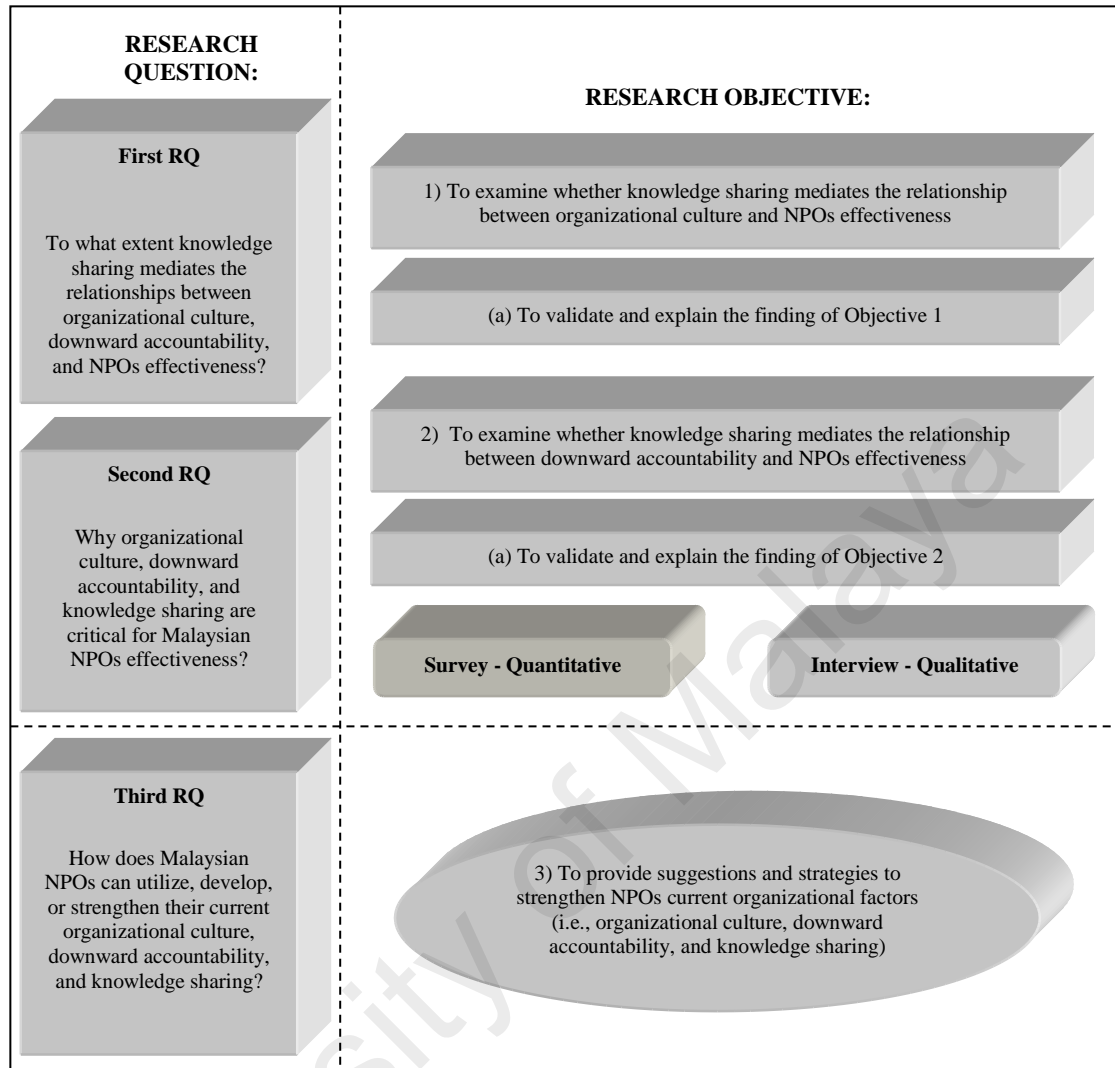 RESEARCH
QUESTION:
First RQ
To what extent knowledge
sharing mediates the
relationships between
organizational culture,
downward accountability,
and NPOs effectiveness?
Second RQ
Why organizational
culture, downward
accountability, and
knowledge sharing are
critical for Malaysian
NPOs effectiveness?
Third RQ
How does Malaysian
NPOs can utilize, develop,
or strengthen their current
organizational culture,
downward accountability,
and knowledge sharing?
RESEARCH OBJECTIVE:
1) To examine whether knowledge sharing mediates the relationship
between organizational culture and NPOs effectiveness
(a) To validate and explain the finding of Objective 1
2) To examine whether knowledge sharing mediates the relationship
between downward accountability and NPOs effectiveness
(a) To validate and explain the finding of Objective 2
Survey - Quantitative
Interview - Qualitative
3) To provide suggestions and strategies to
strengthen NPOs current organizational factors
(i.e., organizational culture, downward
accountability, and knowledge sharing)
sity of Malaya